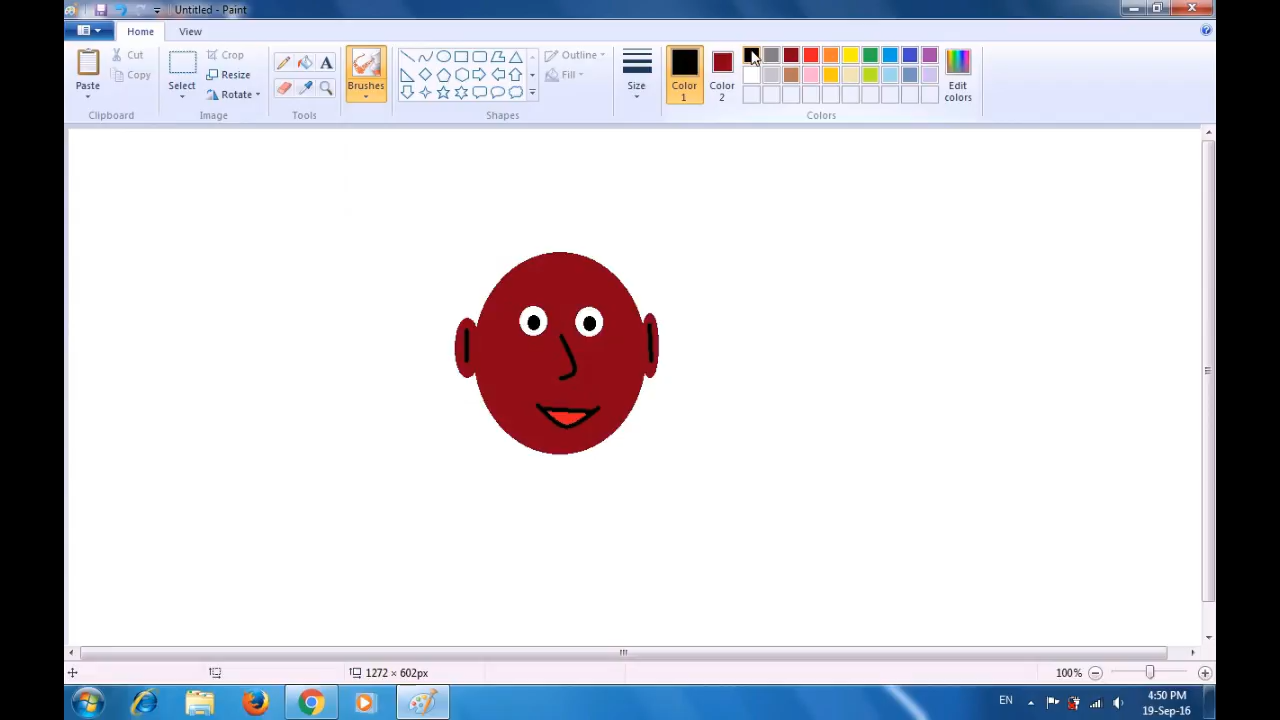 Untitled - Paint
Home
View
Paste
Cut
Copy
Clipboard
Select
Crop
Resize
Rotate
Image
A
Tools
Brushes
Shapes
Outline
Fill
Size
Color 1
Color 2
Colors
Edit colors
1272 × 602px
100%
EN
4:50 PM
19-Sep-16